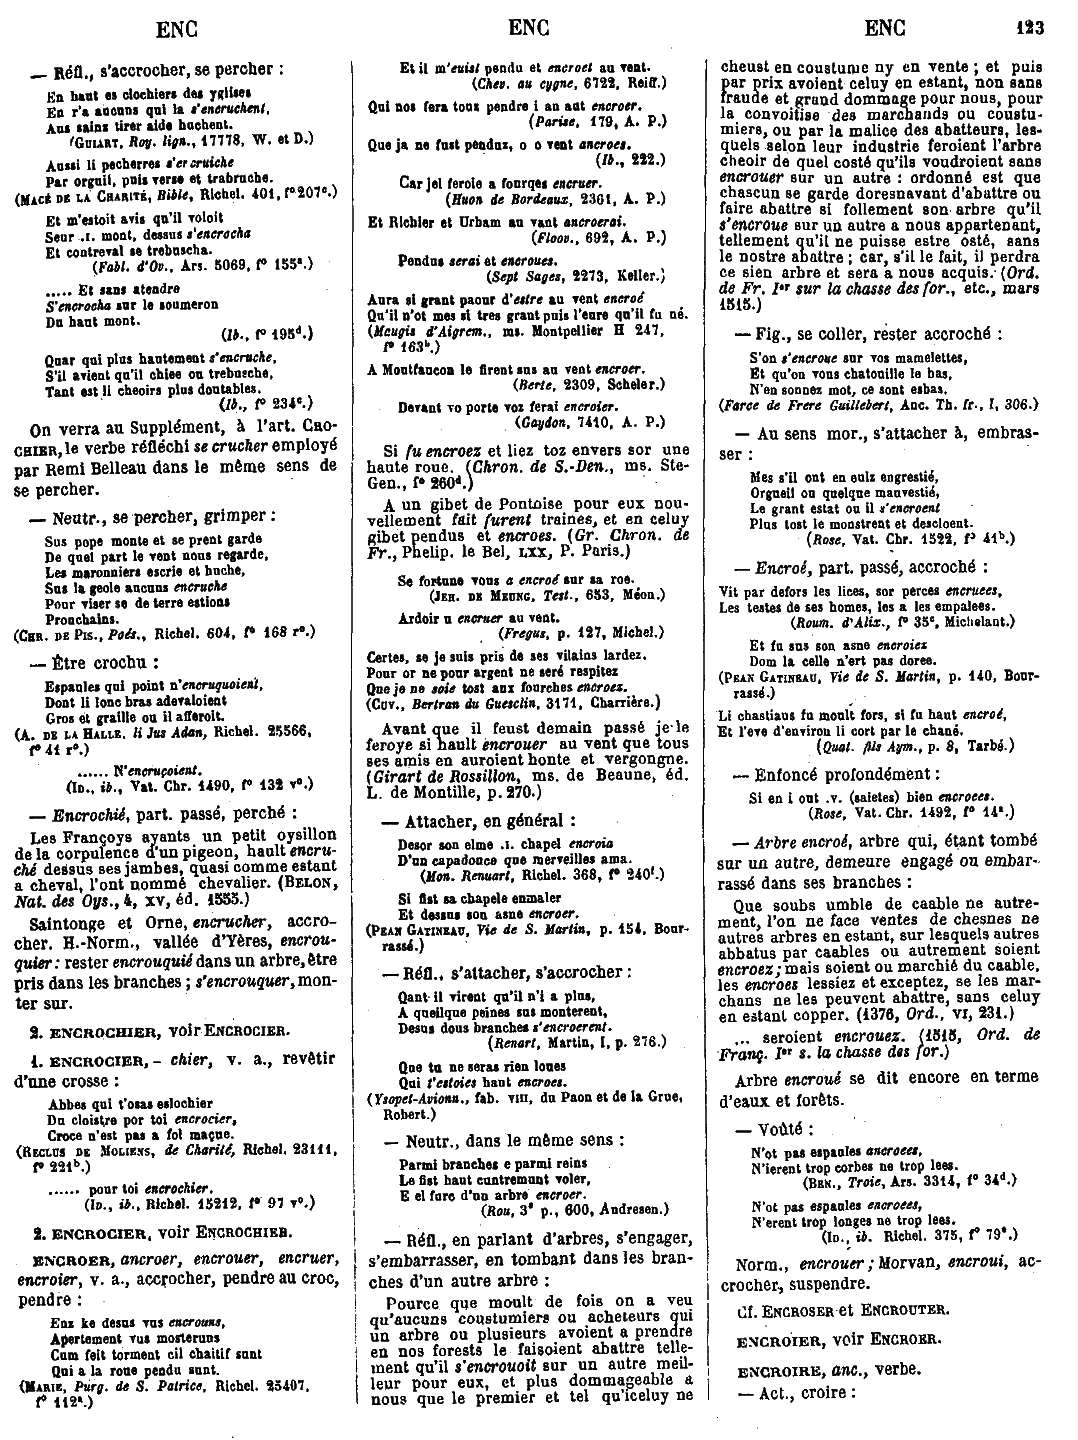 ENC
ENC
ENC
123
— Réfl., s'accrocher, se percher :
En haut es clochiers des yglises
En r'a aucuns qui la s'encruchent,
Aus sains tirer aide huchent.
(GUIART, Roy. lign., 17778, W. et D.)
Aussi li pecherres s'encruiche
Par orguil, puis verse et trabuche.
(MACÉ DE LA CHARITÉ, Bible, Richel. 401, f° 207c.)
Et m'estoit avis qu'il voloit
Seur .I. mont, dessus s'encrocha
Et contreval se trebuscha.
(Fabl. d'Ov., Ars. 5069, f° 155a.)
..... Et sans atendre
S'encrocha sur le soumeron
Du haut mont.
(Ib., f° 195d.)
Quar qui plus hautement s'encruche,
S'il avient qu'il chiee ou trebusche,
Tant est li cheoirs plus doutables.
(Ib., f° 234c.)
On verra au Supplément, à l'art. CRO-
CHIER, le verbe réfléchi se crucher employé
par Remi Belleau dans le même sens de
se percher.
— Neutr., se percher, grimper :
Sus pope monte et se prent garde
De quel part le vent nous regarde,
Les maronniers escrie et huche,
Sus la geole aucuns encruche
Pour viser se de terre estions
Prouchains.
(CHR. DE PIS., Poés., Richel. 604, f° 168 r°.)
— Être crochu :
Espaules qui point n'encruquoient,
Dont li lonc bras adevaloient
Gros et graille ou il afferoit.
(A. DE LA HALLE, li Jus Adan, Richel. 25566,
f° 41 r°.)
...... N'encruçoient.
(ID., ib., Vat. Chr. 1490, f° 132 v°.)
— Encrochié, part. passé, perché :
Les Françoys ayants un petit oysillon
de la corpulence d'un pigeon, hault encru-
ché dessus ses jambes, quasi comme estant
a cheval, l'ont nommé chevalier. (BELON,
Nat. des Oys., 4, XV, éd. 1555.)
Saintonge et Orne, encrucher, accro-
cher. H.-Norm., vallée d'Yères, encrou-
quier : rester encrouquié dans un arbre, être
pris dans les branches ; s'encrouquer, mon-
ter sur.
2. ENCROCHIER, voir ENCROCIER.
1. ENCROCIER, - chier, v. a., revêtir
d'une crosse :
Abbes qui t'osas eslochier
Du cloistre por toi encrocier,
Croce n'est pas a fol maçue.
(RECLUS DE MOLIENS, de Charité, Richel. 23111,
f° 221b.)
...... pour toi encrochier.
(ID., ib., Richel. 15212, f° 97 v°.)
2. ENCROCIER, voir ENCROCHIER.
ENCROER, ancroer, encrouer, encruer,
encroier, v. a., accrocher, pendre au croc,
pendre :
Enz ke desus vus encrouns,
Apertement vus mosteruns
Cum feit torment cil chaitif sunt
Qui a la roue pendu sunt.
(MARIE, Purg. de S. Patrice, Richel. 25407,
f° 112a.)
Et il m'euist pendu et encroet au vent.
(Chev. au cygne, 6722, Reiff.)
Qui nos fera tous pendre i an aut encroer.
(Parise, 179, A. P.)
Que ja ne fust penduz, o o vent ancroes.
(Ib., 222.)
Car jel feroie a fourqes encruer.
(Huon de Bordeaux, 2361, A. P.)
Et Richier et Urbam au vant ancroerai.
(Floov., 692, A. P.)
Pendus serai et encroues.
(Sept Sages, 2273, Keller.)
Aura si grant paour d'estre au vent encroé
Qu'il n'ot mes si tres grant puis l'eure qu'il fu né.
(Maugis d'Aigrem., ms. Montpellier H 247,
f° 163b.)
A Montfaucon le firent sus au vent encroer.
(Berte, 2309, Scheler.)
Devant vo porte voz ferai encroier.
(Gaydon, 7410, A. P.)
Si fu encroez et liez toz envers sor une
haute roue. (Chron. de S.-Den., ms. Ste-
Gen., f° 260d.)
A un gibet de Pontoise pour eux nou-
vellement fait furent traines, et en celuy
gibet pendus et encroes. (Gr. Chron. de
Fr., Phelip. le Bel, LXX, P. Paris.)
Se fortune vous a encroé sur sa roe.
(JEH. DE MEUNG, Test., 653, Méon.)
Ardoir u encruer au vent.
(Fregus, p. 127, Michel.)
Certes, se je suis pris de ses vilains lardez.
Pour or ne pour argent ne seré respitez
Que je ne soie tost aux fourches encroez.
(CUV., Bertran du Guesclin, 3171, Charrière.)
Avant que il feust demain passé je le
feroye si hault encrouer au vent que tous
ses amis en auroient honte et vergongne.
(Girart de Rossillon, ms. de Beaune, éd.
L. de Montille, p. 270.)
— Attacher, en général :
Desor son elme .I. chapel encroia
D'un capadouce que merveilles ama.
(Mon. Renuart, Richel. 368, f° 240f.)
Si fist sa chapele enmaler
Et dessus son asne encroer.
(PEAN GATINEAU, Vie de S. Martin, p. 154, Bour-
rassé.)
— Réfl., s'attacher, s'accrocher :
Qant il virent qu'il n'i a plus,
A quelque peines sus monterent,
Desus dous branches s'encroerent.
(Renart, Martin, I, p. 276.)
Que tu ne seras rien loues
Qui t'estoies haut encroes.
(Ysopet-Avionn., fab. VIII, du Paon et de la Grue,
Robert.)
— Neutr., dans le même sens :
Parmi branches e parmi reins
Le fist haut cuntremunt voler,
E el furc d'un arbre encroer.
(Rou, 3e p., 600, Andresen.)
— Réfl., en parlant d'arbres, s'engager,
s'embarrasser, en tombant dans les bran-
ches d'un autre arbre :
Pource que moult de fois on a veu
qu'aucuns coustumiers ou acheteurs qui
un arbre ou plusieurs avoient a prendre
en nos forests le faisoient abattre telle-
ment qu'il s'encrouoit sur un autre meil-
leur pour eux, et plus dommageable a
nous que le premier et tel qu'iceluy ne
cheust en coustume ny en vente ; et puis
par prix avoient celuy en estant, non sans
fraude et grand dommage pour nous, pour
la convoitise des marchands ou coustu-
miers, ou par la malice des abatteurs, les-
quels selon leur industrie feroient l'arbre
cheoir de quel costé qu'ils voudroient sans
encrouer sur un autre : ordonné est que
chascun se garde doresnavant d'abattre ou
faire abattre si follement son arbre qu'il
s'encroue sur un autre a nous appartenant,
tellement qu'il ne puisse estre osté, sans
le nostre abattre ; car, s'il le fait, il perdra
ce sien arbre et sera a nous acquis. (Ord.
de Fr. Ier sur la chasse des for., etc., mars
1515.)
— Fig., se coller, rester accroché :
S'on s'encroue sur vos mamelettes,
Et qu'on vous chatouille le bas,
N'en sonnez mot, ce sont esbas.
(Farce de Frere Guillebert, Anc. Th. fr., I, 306.)
— Au sens mor., s'attacher à, embras-
ser :
Mes s'il ont en eulz engrestié,
Orgueil ou quelque mauvestié,
Le grant estat ou il s'encroent
Plus tost le monstrent et descloent.
(Rose, Vat. Chr. 1522, f° 41b.)
— Encroé, part. passé, accroché :
Vit par defors les lices, sor perces encruees,
Les testes de ses homes, les a les empalees.
(Roum. d'Alix., f° 35c, Michelant.)
Et fu sus son asne encroiez
Dom la celle n'ert pas doree.
(PEAN GATINEAU, Vie de S. Martin, p. 140, Bour-
rassé.)
Li chastiaus fu moult fors, si fu haut encroé,
Et l'eve d'environ li cort par le chané.
(Quat. fils Aym., p. 8, Tarbé.)
— Enfoncé profondément :
Si en i out .V. (saietes) bien encroees.
(Rose, Vat. Chr. 1492, f° 14a.)
— Arbre encroé, arbre qui, étant tombé
sur un autre, demeure engagé ou embar-
rassé dans ses branches :
Que soubs umble de caable ne autre-
ment, l'on ne face ventes de chesnes ne
autres arbres en estant, sur lesquels autres
abbatus par caables ou autrement soient
encroez ; mais soient ou marchié du caable,
les encroes lessiez et exceptez, se les mar-
chans ne les peuvent abattre, sans celuy
en estant copper. (1376, Ord., VI, 231.)
... seroient encrouez. (1515, Ord. de
Franç. Ier s. la chasse des for.)
Arbre encroué se dit encore en terme
d'eaux et forêts.
— Voûté :
N'ot pas espaules ancroees,
N'ierent trop corbes ne trop lees.
(BEN., Troie, Ars. 3314, f° 34d.)
N'ot pas espaules encroees,
N'erent trop longes ne trop lees.
(ID., ib. Richel. 375, f° 79a.)
Norm., encrouer ; Morvan, encroui, ac-
crocher, suspendre.
Cf. ENCROSER et ENCROUTER.
ENCROIER, voir ENCROER.
ENCROIRE, anc., verbe.
— Act., croire :